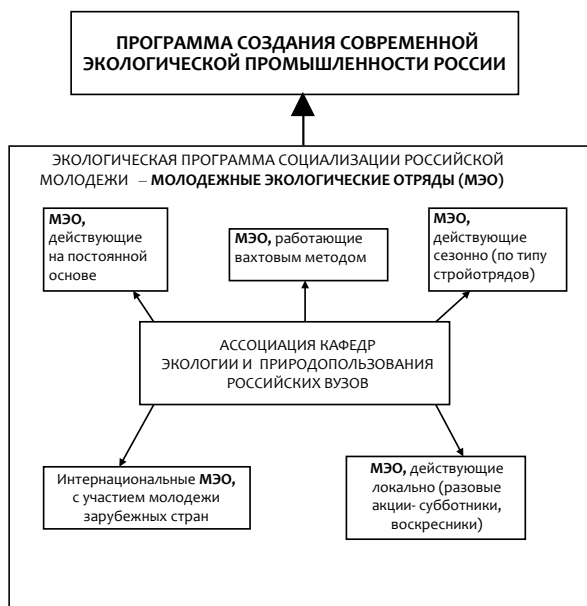 ПРОГРАММА СОЗДАНИЯ СОВРЕМЕННОЙ
ЭКОЛОГИЧЕСКОЙ ПРОМЫШЛЕННОСТИ РОССИИ
ЭКОЛОГИЧЕСКАЯ ПРОГРАММА СОЦИАЛИЗАЦИИ РОССИЙСКОЙ
МОЛОДЕЖИ – МОЛОДЕЖНЫЕ ЭКОЛОГИЧЕСКИЕ ОТРЯДЫ (МЭО)
МЭО,
действующие
на постоянной
основе
МЭО, работающие
вахтовым методом
МЭО,
действующие
сезонно (по типу
стройотрядов)
АССОЦИАЦИЯ КАФЕДР
ЭКОЛОГИИ И ПРИРОДОПОЛЬЗОВАНИЯ
РОССИЙСКИХ ВУЗОВ
Интернациональные МЭО,
с участием молодежи
зарубежных стран
МЭО, действующие
локально (разовые
акции- субботники,
воскресники)